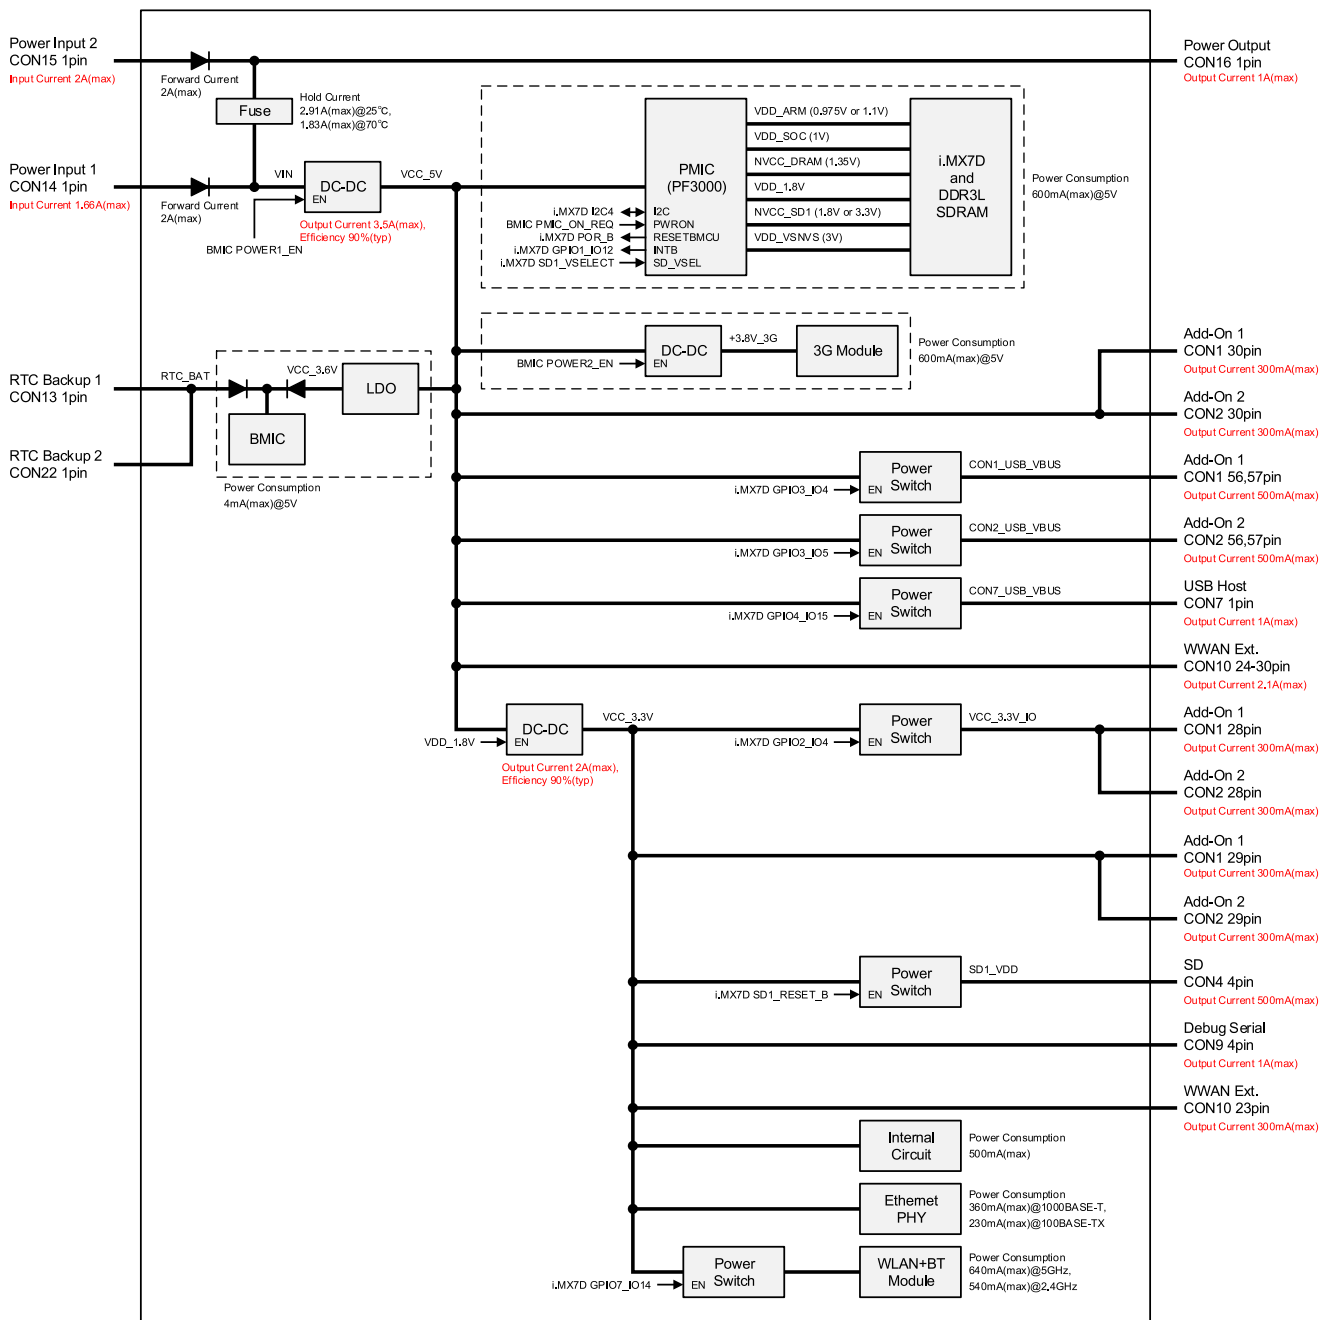 Power Input 2
CON15 1pin
Input Current 2A(max)
Forward Current
2A(max)
Fuse
Hold Current
2.91A(max)@25℃,
1.83A(max)@70℃
Power Output
CON16 1pin
Output Current 1A(max)
Power Input 1
CON14 1pin
Input Current 1.66A(max)
Forward Current
2A(max)
VIN
DC-DC
EN
VCC_5V
Output Current 3.5A(max),
Efficiency 90%(typ)
BMIC POWER1_EN
PMIC
(PF3000)
I2C
PWRON
RESETBMCU
INTB
SD_VSEL
i.MX7D I2C4
BMIC PMIC_ON_REQ
i.MX7D POR_B
i.MX7D GPIO1_IO12
i.MX7D SD1_VSELECT
VDD_ARM (0.975V or 1.1V)
VDD_SOC (1V)
NVCC_DRAM (1.35V)
VDD_1.8V
NVCC_SD1 (1.8V or 3.3V)
VDD_VSNVS (3V)
i.MX7D
and
DDR3L
SDRAM
Power Consumption
600mA(max)@5V
BMIC POWER2_EN
DC-DC
EN
+3.8V_3G
3G Module
Power Consumption
600mA(max)@5V
Add-On 1
CON1 30pin
Output Current 300mA(max)
RTC Backup 1
CON13 1pin
RTC_BAT
VCC_3.6V
LDO
BMIC
Power Consumption
4mA(max)@5V
RTC Backup 2
CON22 1pin
Add-On 2
CON2 30pin
Output Current 300mA(max)
i.MX7D GPIO3_IO4
Power
Switch
EN
CON1_USB_VBUS
Add-On 1
CON1 56,57pin
Output Current 500mA(max)
i.MX7D GPIO3_IO5
Power
Switch
EN
CON2_USB_VBUS
Add-On 2
CON2 56,57pin
Output Current 500mA(max)
i.MX7D GPIO4_IO15
Power
Switch
EN
CON7_USB_VBUS
USB Host
CON7 1pin
Output Current 1A(max)
WWAN Ext.
CON10 24-30pin
Output Current 2.1A(max)
VDD_1.8V
DC-DC
EN
VCC_3.3V
Output Current 2A(max),
Efficiency 90%(typ)
i.MX7D GPIO2_IO4
Power
Switch
EN
VCC_3.3V_IO
Add-On 1
CON1 28pin
Output Current 300mA(max)
Add-On 2
CON2 28pin
Output Current 300mA(max)
Add-On 1
CON1 29pin
Output Current 300mA(max)
Add-On 2
CON2 29pin
Output Current 300mA(max)
i.MX7D SD1_RESET_B
Power
Switch
EN
SD1_VDD
SD
CON4 4pin
Output Current 500mA(max)
Debug Serial
CON9 4pin
Output Current 1A(max)
WWAN Ext.
CON10 23pin
Output Current 300mA(max)
Internal
Circuit
Power Consumption
500mA(max)
Ethernet
PHY
Power Consumption
360mA(max)@1000BASE-T,
230mA(max)@100BASE-TX
i.MX7D GPIO7_IO14
Power
Switch
EN
WLAN+BT
Module
Power Consumption
640mA(max)@5GHz,
540mA(max)@2.4GHz